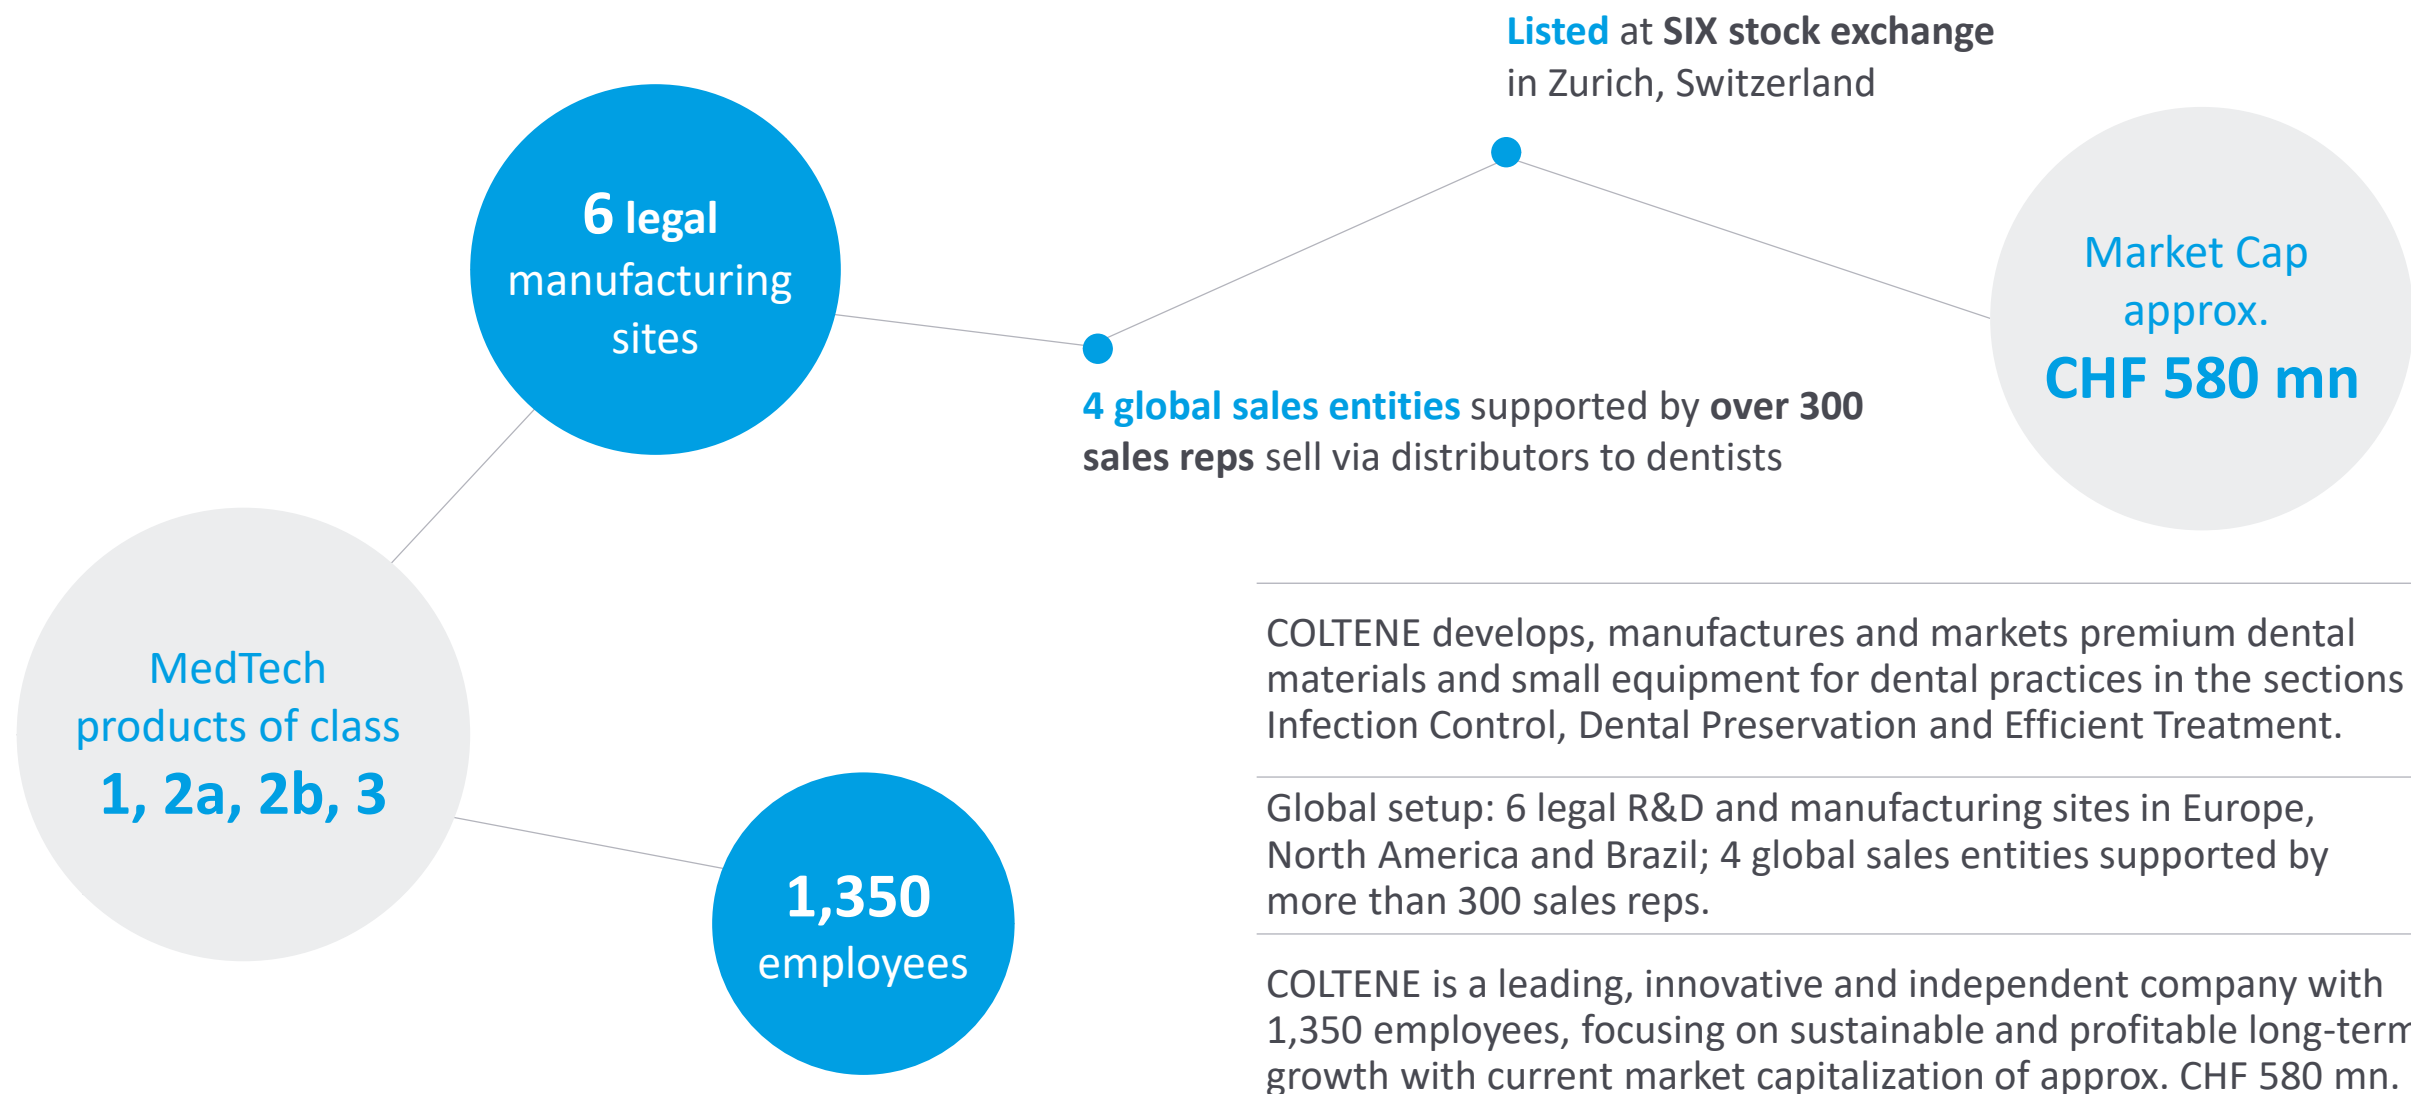 Listed at SIX stock exchange
in Zurich, Switzerland
6 legal
manufacturing
sites
Market Cap
approx.
CHF 580 mn
4 global sales entities supported by over 300
sales reps sell via distributors to dentists
MedTech
products of class
1, 2a, 2b, 3
1,350
employees
COLTENE develops, manufactures and markets premium dental
materials and small equipment for dental practices in the sections
Infection Control, Dental Preservation and Efficient Treatment.
Global setup: 6 legal R&D and manufacturing sites in Europe,
North America and Brazil; 4 global sales entities supported by
more than 300 sales reps.
COLTENE is a leading, innovative and independent company with
1,350 employees, focusing on sustainable and profitable long-term
growth with current market capitalization of approx. CHF 580 mn.